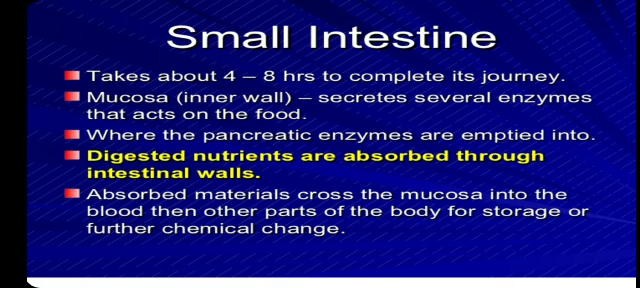 Small Intestine
Takes about 4 – 8 hrs to complete its journey.
Mucosa (inner wall) – secretes several enzymes
that acts on the food.
Where the pancreatic enzymes are emptied into.
Digested nutrients are absorbed through
intestinal walls.
Absorbed materials cross the mucosa into the
blood then other parts of the body for storage or
further chemical change.